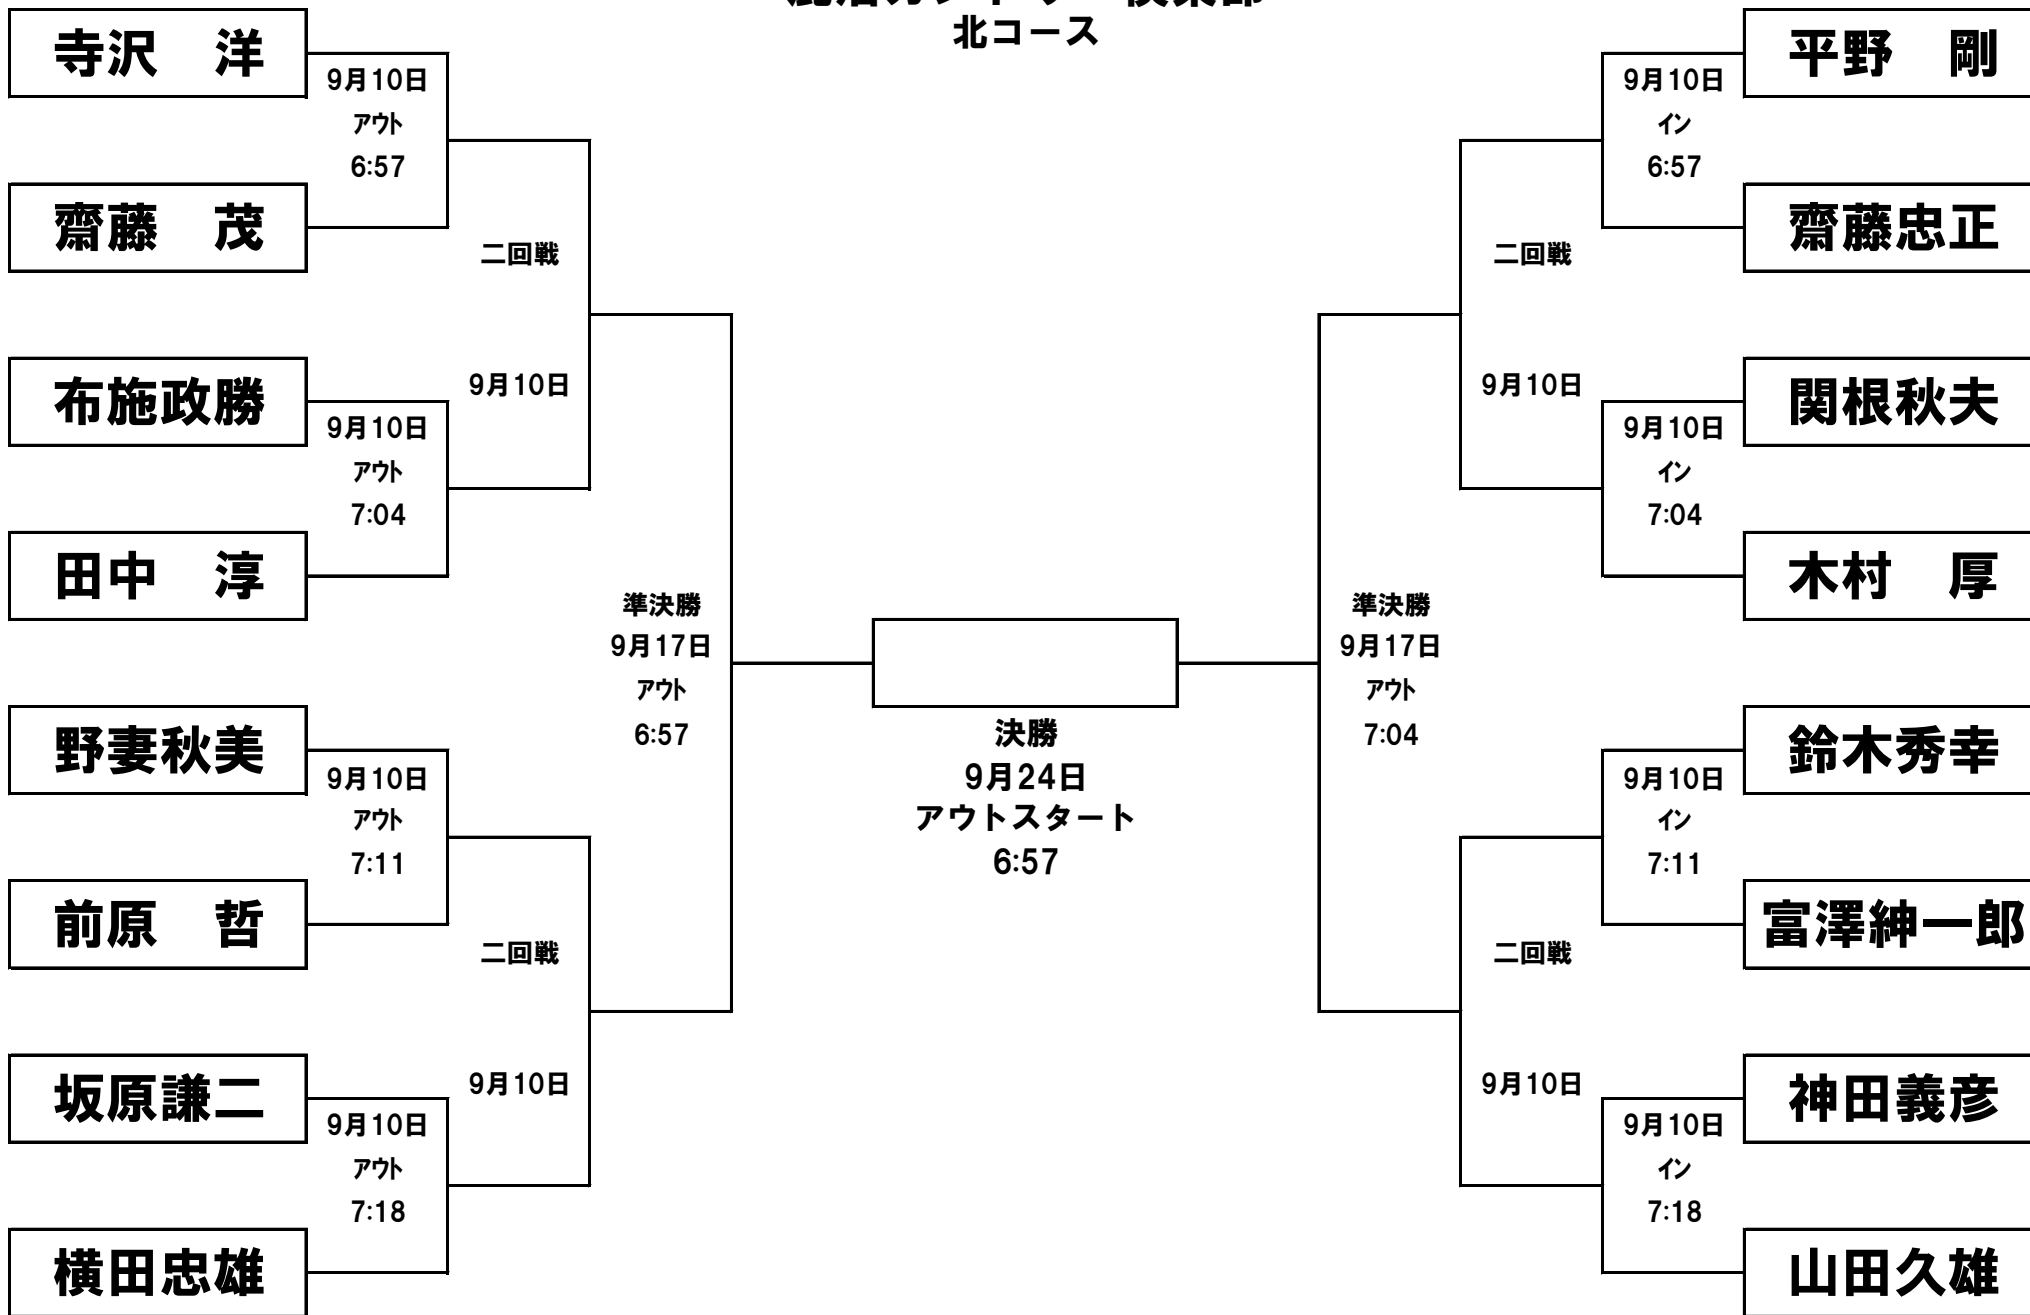 北コース
寺沢　洋
9月10日
アウト
6:57
齋藤　茂
二回戦
9月10日
布施政勝
9月10日
アウト
7:04
田中　淳
準決勝
9月17日
アウト
6:57
野妻秋美
9月10日
アウト
7:11
前原　哲
二回戦
9月10日
坂原謙二
9月10日
アウト
7:18
横田忠雄
決勝
9月24日
アウトスタート
6:57
平野　剛
9月10日
イン
6:57
齋藤忠正
二回戦
9月10日
関根秋夫
9月10日
イン
7:04
木村　厚
準決勝
9月17日
アウト
7:04
鈴木秀幸
9月10日
イン
7:11
富澤紳一郎
二回戦
9月10日
神田義彦
9月10日
イン
7:18
山田久雄